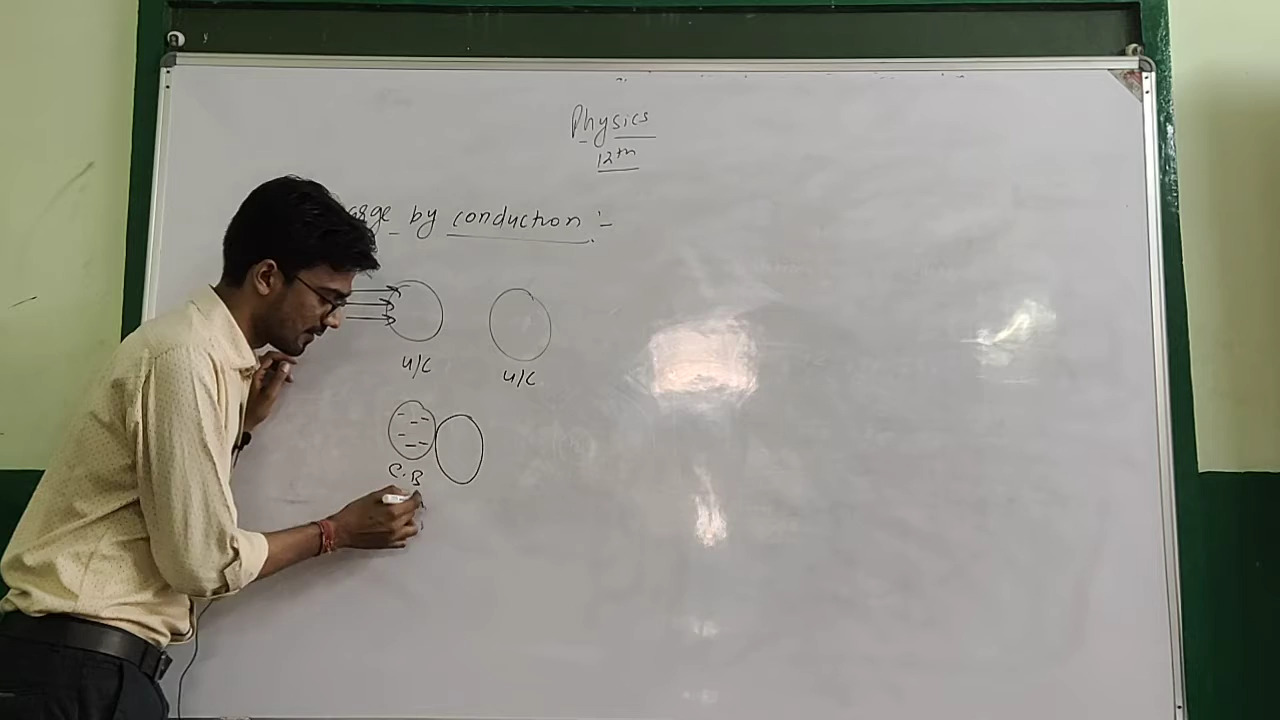 Physics
12th
arge by conduction :-
U/C
U/C
C.B